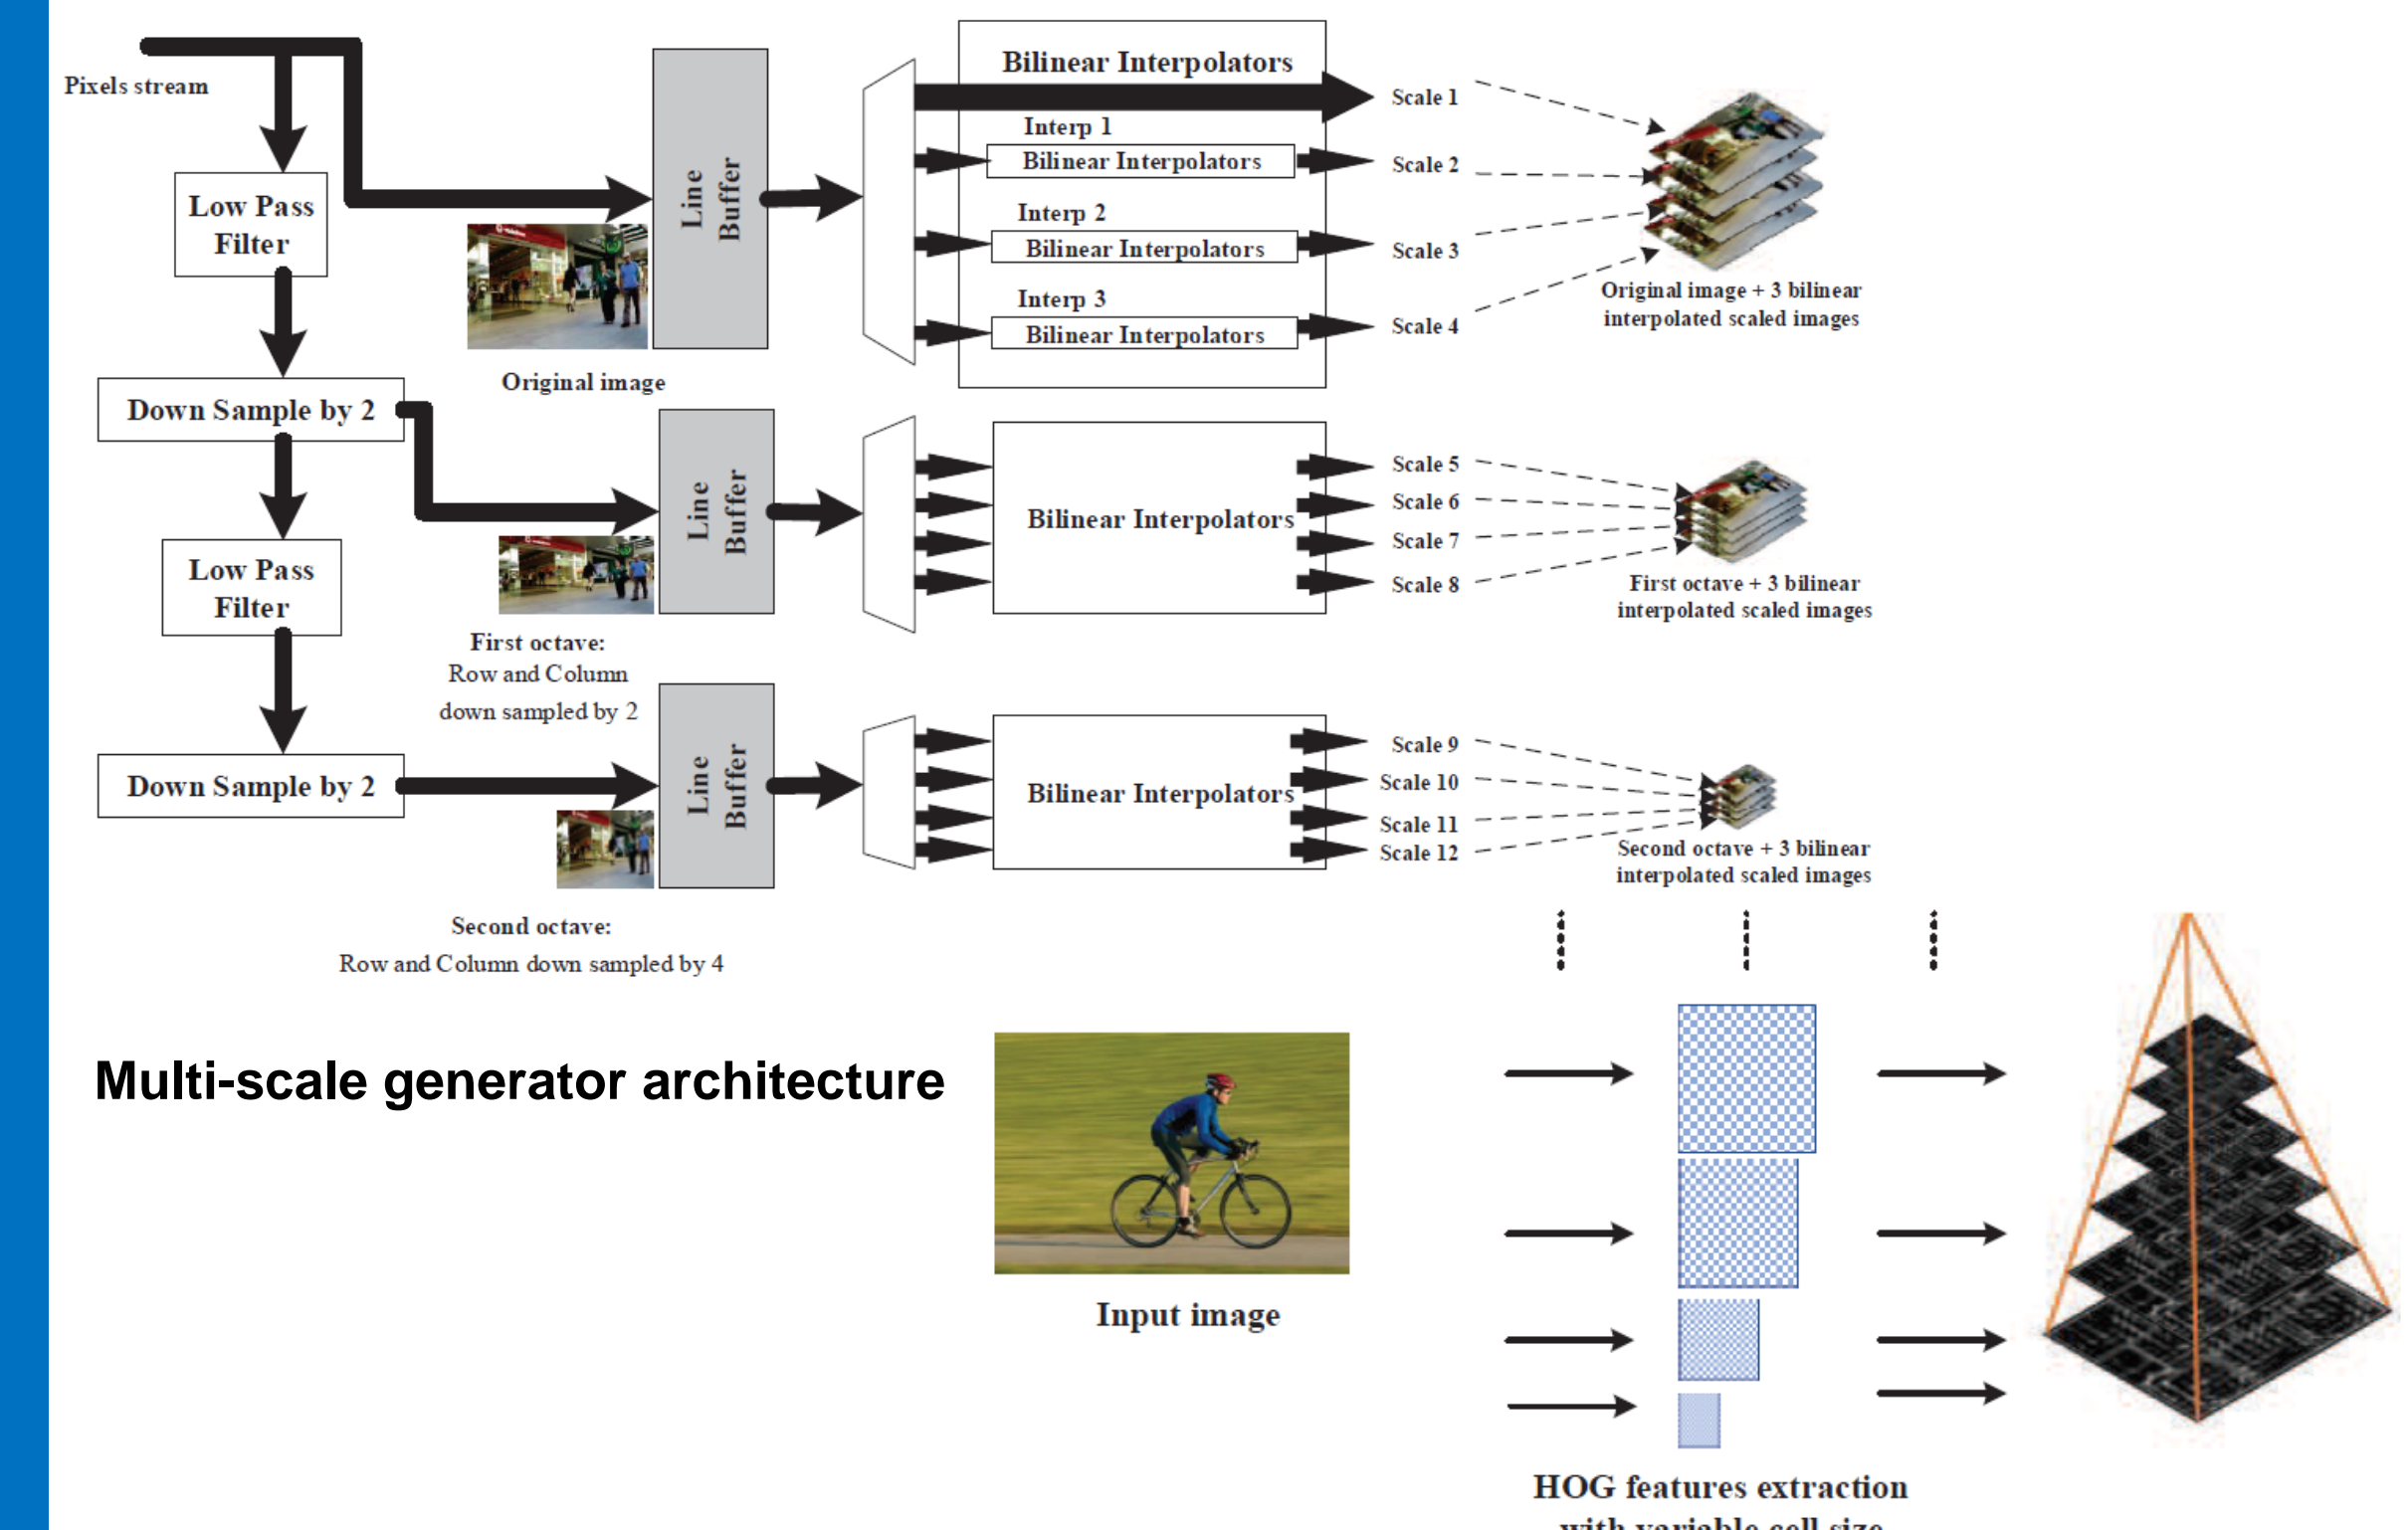 Pixels stream
Low Pass
Filter
Down Sample by 2
Low Pass
Filter
Down Sample by 2
Line
Buffer
Original image
Bilinear Interpolators
Interp 1
Bilinear Interpolators
Interp 2
Bilinear Interpolators
Interp 3
Bilinear Interpolators
Scale 1
Scale 2
Scale 3
Scale 4
Original image + 3 bilinear
interpolated scaled images
Line
Buffer
First octave:
Row and Column
down sampled by 2
Bilinear Interpolators
Scale 5
Scale 6
Scale 7
Scale 8
First octave + 3 bilinear
interpolated scaled images
Line
Buffer
Second octave:
Row and Column down sampled by 4
Bilinear Interpolators
Scale 9
Scale 10
Scale 11
Scale 12
Second octave + 3 bilinear
interpolated scaled images
Multi-scale generator architecture
Input image
HOG features extraction
with variable cell size